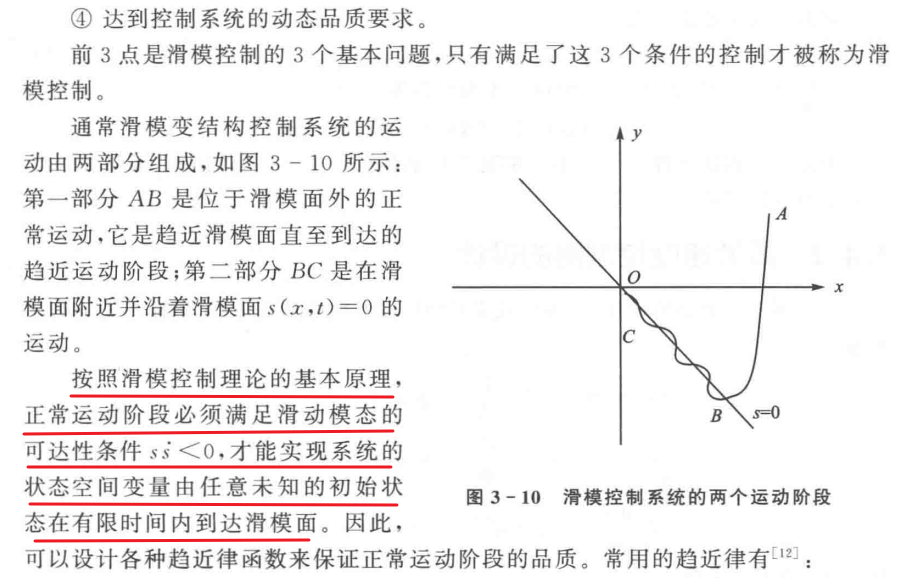 ④ 达到控制系统的动态品质要求。
前 3 点是滑模控制的 3 个基本问题,只有满足了这 3 个条件的控制才被称为滑
模控制。
通常滑模变结构控制系统的运
动由两部分组成,如图 3-10 所示:
第一部分 AB 是位于滑模面外的正
常运动,它是趋近滑模面直至到达的
趋近运动阶段;第二部分 BC 是在滑
模面附近并沿着滑模面 s(x,t)=0 的
运动。
按照滑模控制理论的基本原理,
正常运动阶段必须满足滑动模态的
可达性条件 sṡ<0,才能实现系统的
状态空间变量由任意未知的初始状
态在有限时间内到达滑模面。因此,
y
A
O
x
C
B
s=0
图 3-10 滑模控制系统的两个运动阶段
可以设计各种趋近律函数来保证正常运动阶段的品质。常用的趋近律有[12]: